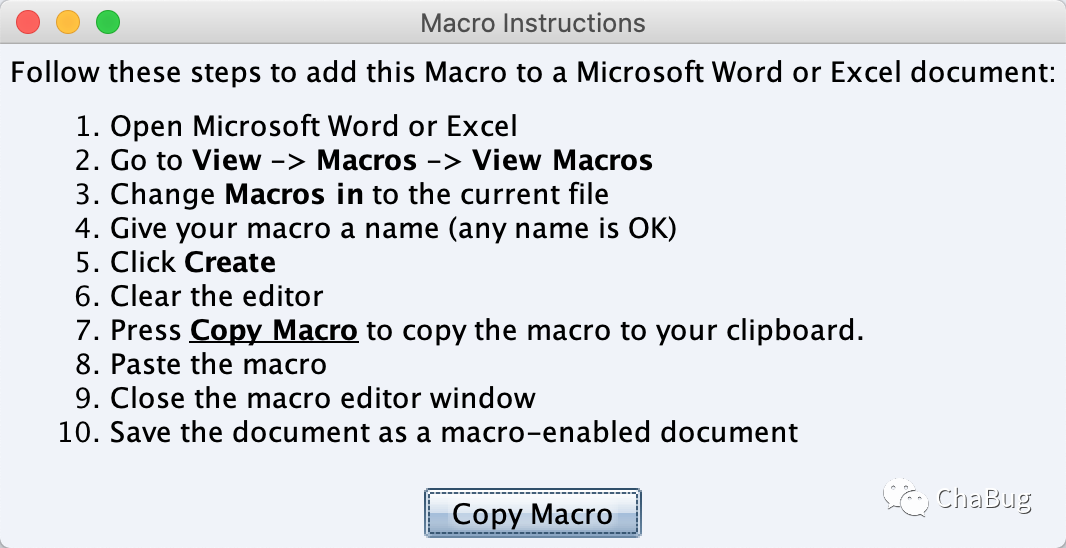 Macro Instructions
Follow these steps to add this Macro to a Microsoft Word or Excel document:
1. Open Microsoft Word or Excel
2. Go to View -> Macros -> View Macros
3. Change Macros in to the current file
4. Give your macro a name (any name is OK)
5. Click Create
6. Clear the editor
7. Press Copy Macro to copy the macro to your clipboard.
8. Paste the macro
9. Close the macro editor window
10. Save the document as a macro-enabled document
Copy Macro
ChaBug